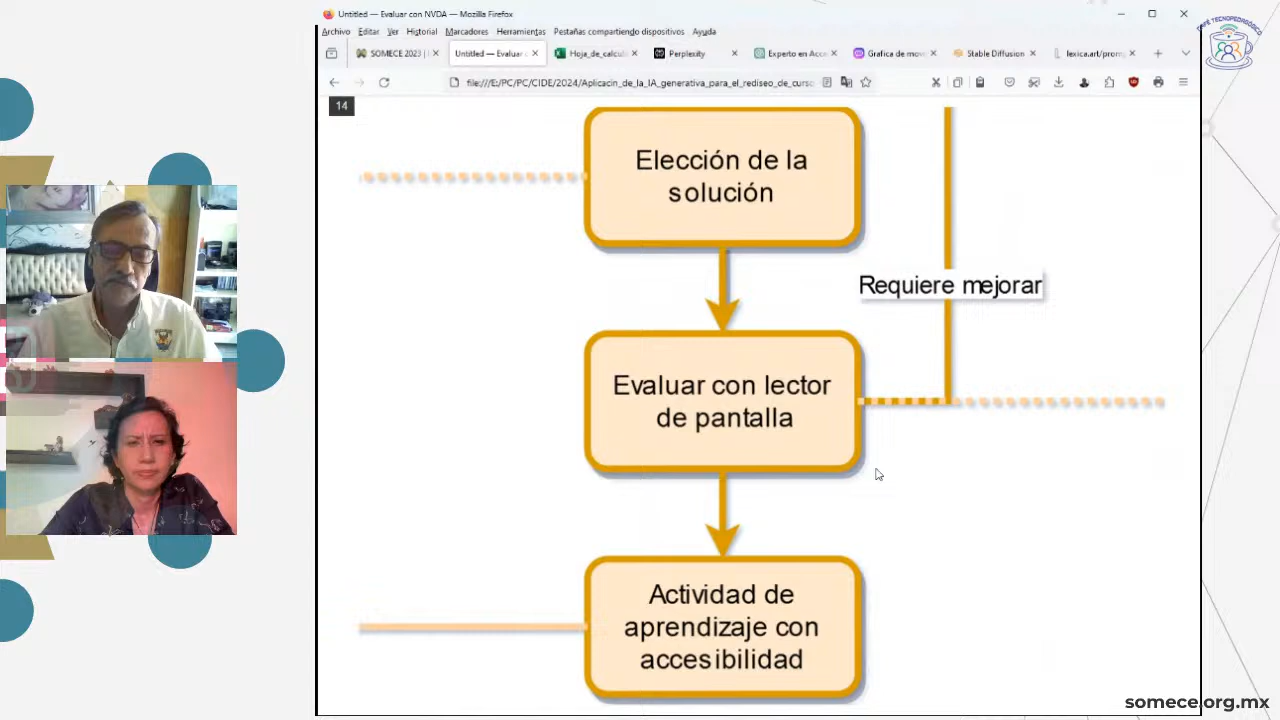 Untitled — Evaluar con NVDA — Mozilla Firefox
Archivo Editar Ver Historial Marcadores Herramientas Pestañas compartiendo dispositivos Ayuda
SOMECE 2023 |
Untitled — Evaluar
Hoja_de_calcul
Perplexity
Experto en Acc
Grafica de mov
Stable Diffusion
lexica.art/prom
file:///E:/PC/PC/CIDE/2024/Aplicacin_de_la_IA_generativa_para_el_rediseo_de_curso
CAFÉ TECNOPEDAGÓGICO
14
Elección de la
solución
Requiere mejorar
Evaluar con lector
de pantalla
Actividad de
aprendizaje con
accesibilidad
somece.org.mx